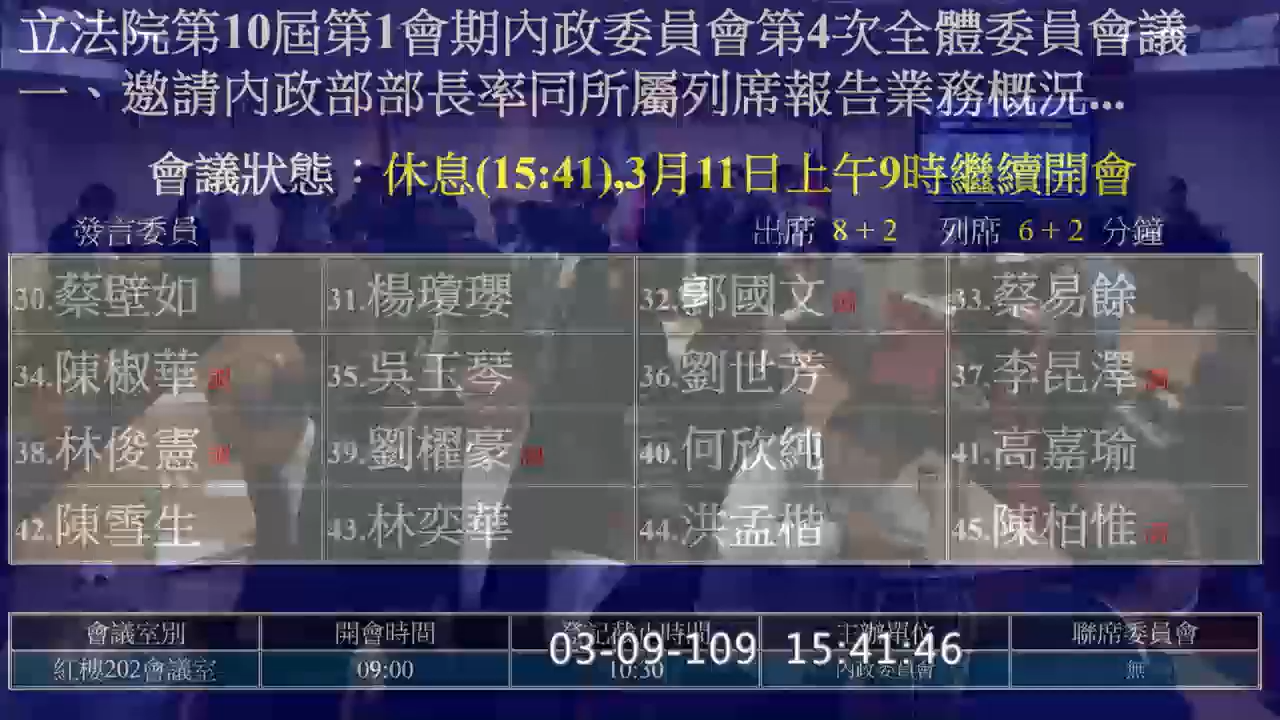 立法院第10屆第1會期內政委員會第4次全體委員會議
一、邀請內政部部長率同所屬列席報告業務概況...
會議狀態：休息(15:41),3月11日上午9時繼續開會
發言委員 出席 8+2 列席 6+2 分鐘
30.蔡壁如 31.楊瓊瓔 32.郭國文 33.蔡易餘
34.陳椒華 35.吳玉琴 36.劉世芳 37.李昆澤
38.林俊憲 39.劉櫂豪 40.何欣純 41.高嘉瑜
42.陳雪生 43.林奕華 44.洪孟楷 45.陳柏惟
會議室別 開會時間 登記截止時間 主辦單位 聯席委員會
03-09-109 15:41:46
紅樓202會議室 09:00 10:30 內政委員會 無